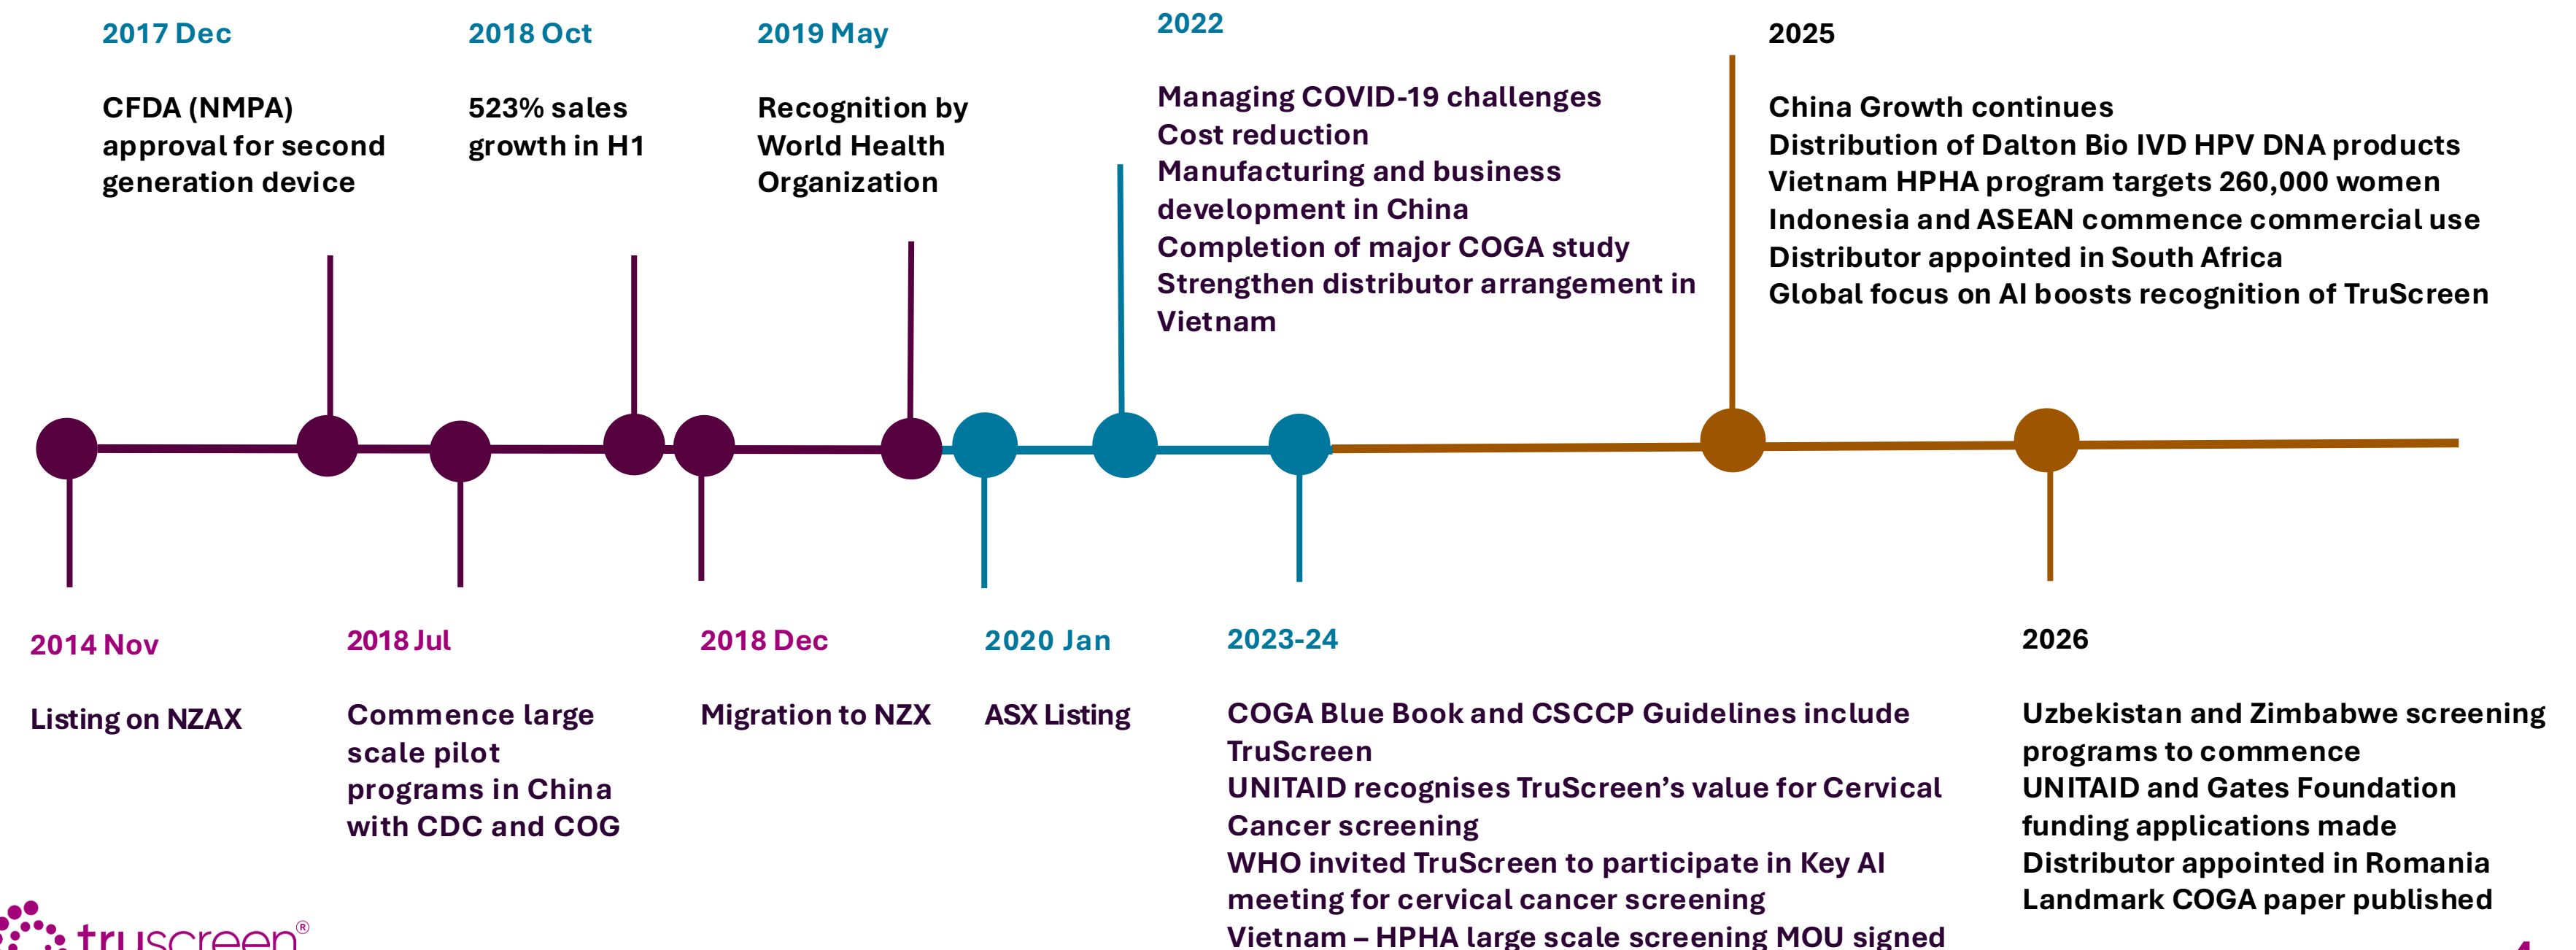 2017 Dec
CFDA (NMPA)
approval for second
generation device
2018 Oct
523% sales
growth in H1
2019 May
Recognition by
World Health
Organization
2022
Managing COVID-19 challenges
Cost reduction
Manufacturing and business
development in China
Completion of major COGA study
Strengthen distributor arrangement in
Vietnam
2025
China Growth continues
Distribution of Dalton Bio IVD HPV DNA products
Vietnam HPHA program targets 260,000 women
Indonesia and ASEAN commence commercial use
Distributor appointed in South Africa
Global focus on AI boosts recognition of TruScreen
2014 Nov
Listing on NZAX
2018 Jul
Commence large
scale pilot
programs in China
with CDC and COG
2018 Dec
Migration to NZX
2020 Jan
ASX Listing
2023-24
COGA Blue Book and CSCCP Guidelines include
TruScreen
UNITAID recognises TruScreen’s value for Cervical
Cancer screening
WHO invited TruScreen to participate in Key AI
meeting for cervical cancer screening
Vietnam – HPHA large scale screening MOU signed
2026
Uzbekistan and Zimbabwe screening
programs to commence
UNITAID and Gates Foundation
funding applications made
Distributor appointed in Romania
Landmark COGA paper published
truscreen®